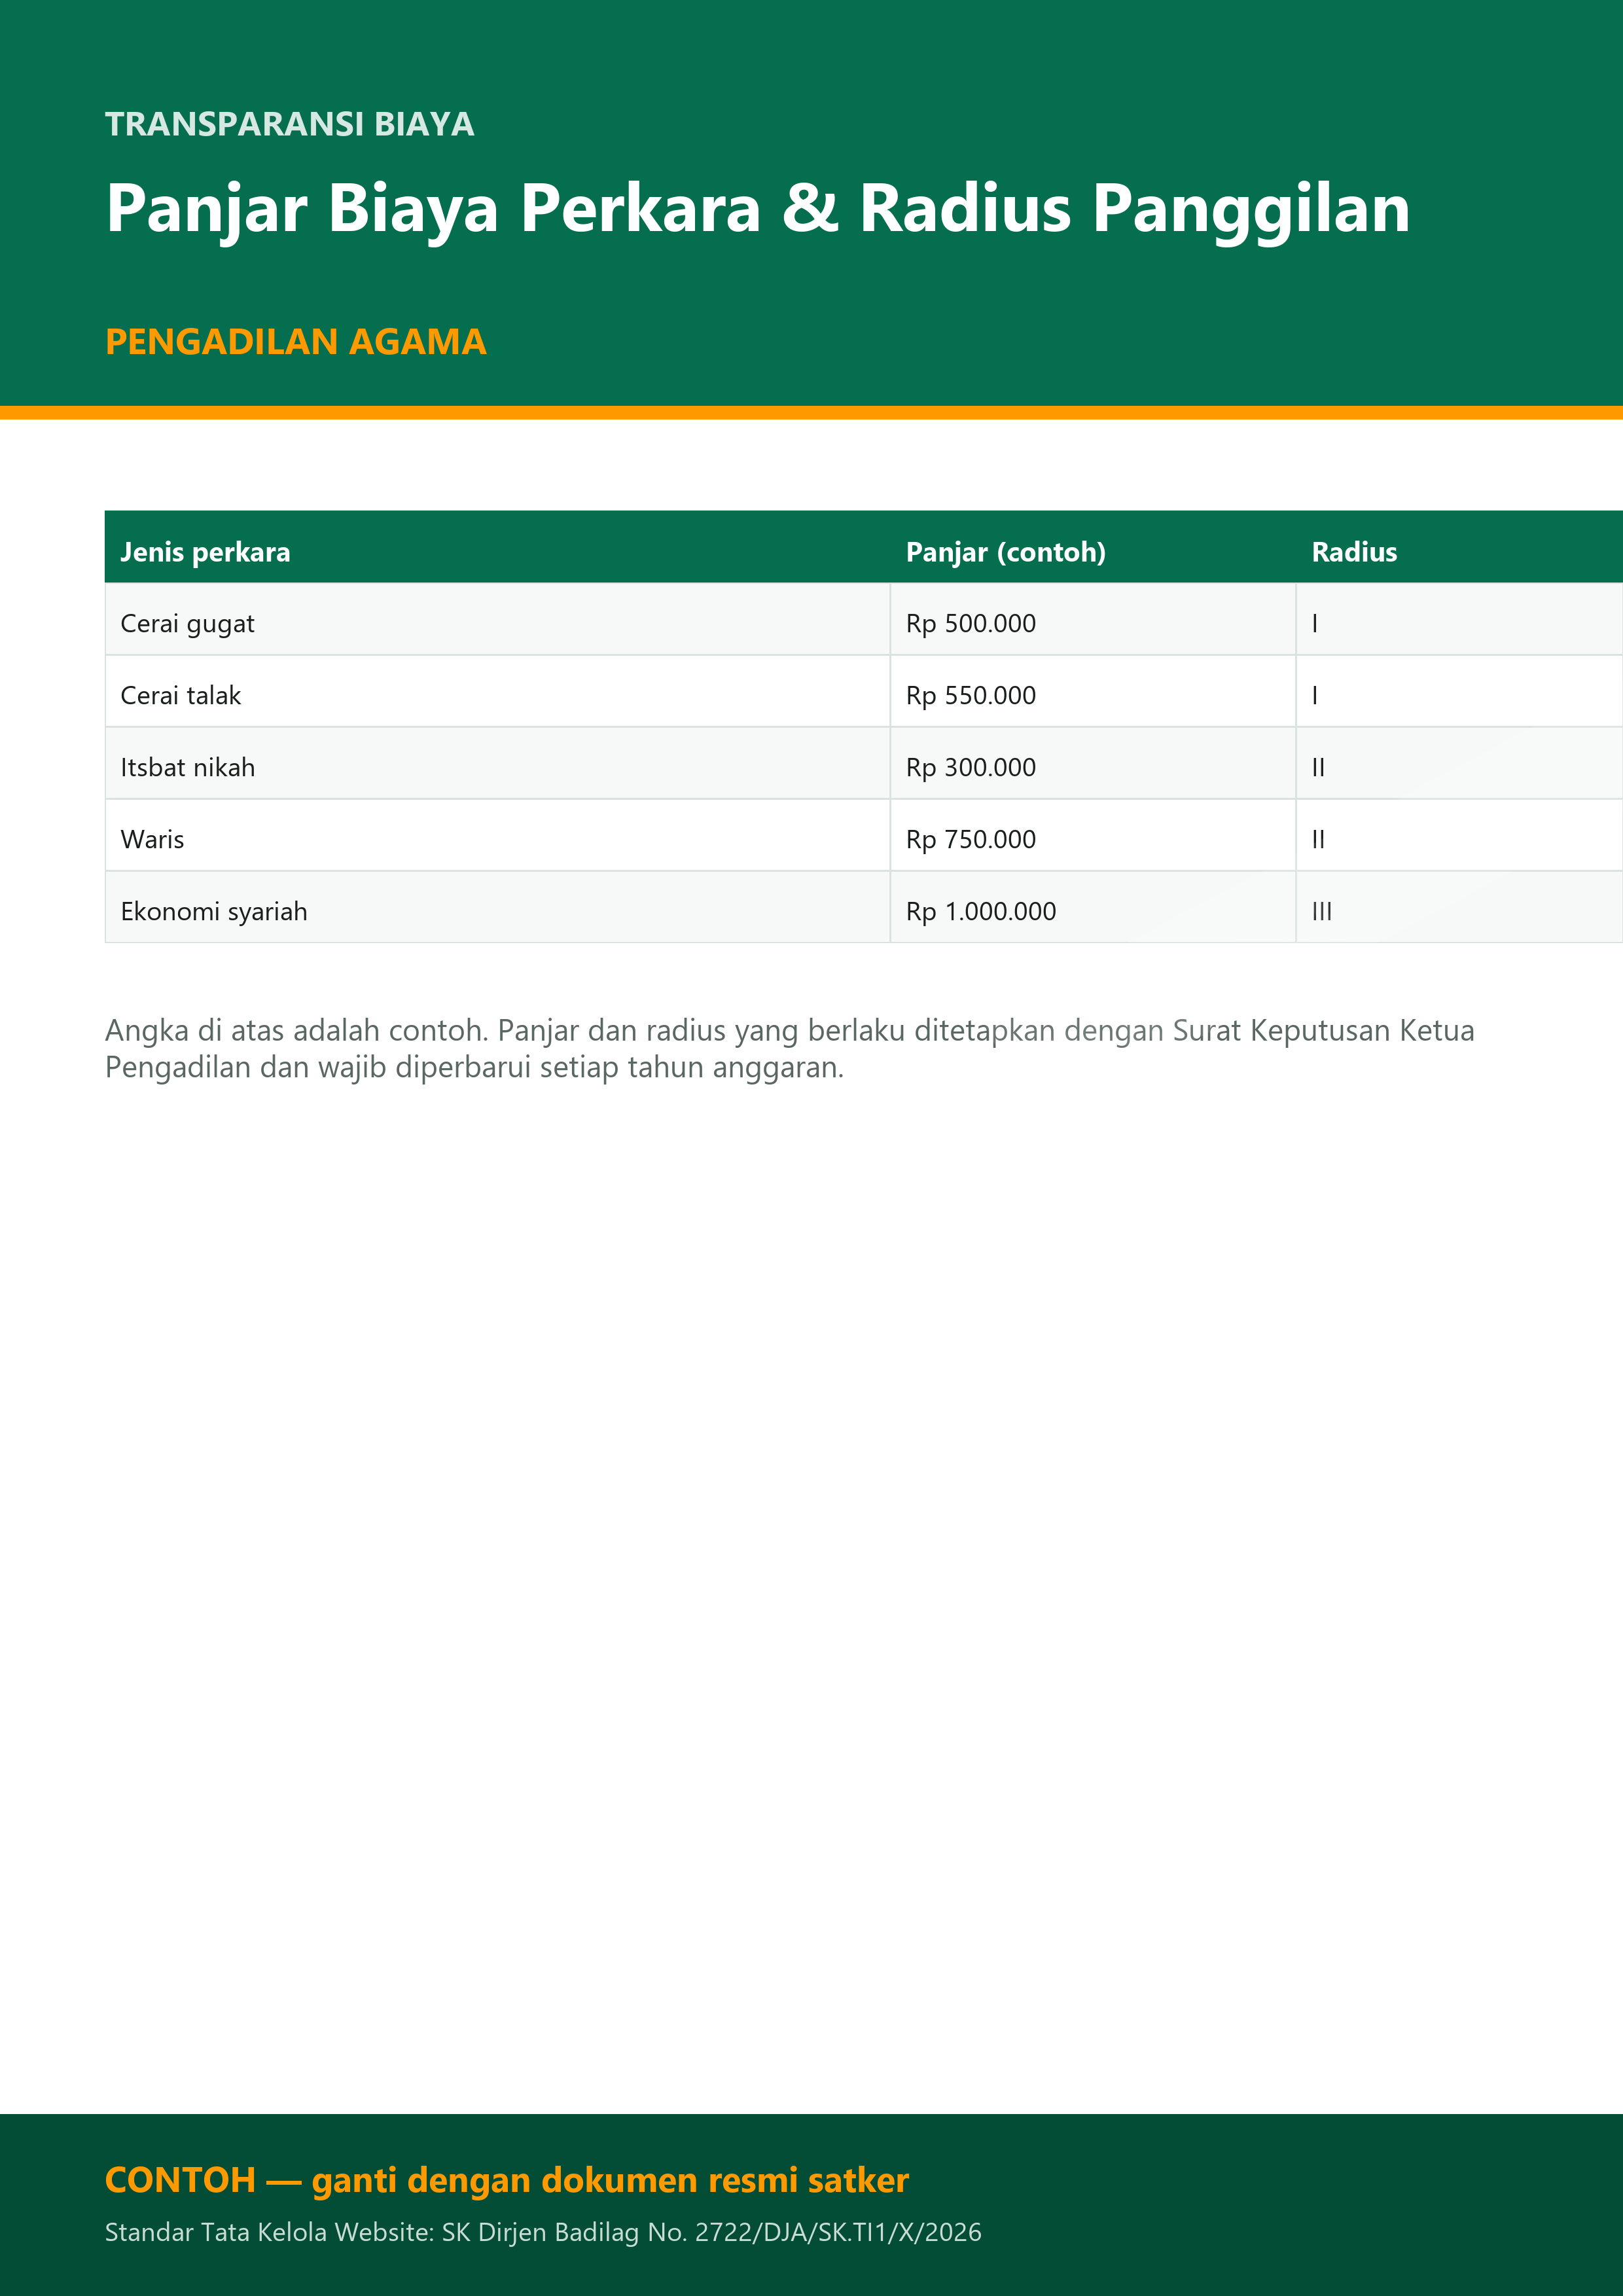 TRANSPARANSI BIAYA
Panjar Biaya Perkara & Radius Panggilan
PENGADILAN AGAMA
Jenis perkara Panjar (contoh) Radius
Cerai gugat Rp 500.000 I
Cerai talak Rp 550.000 I
Itsbat nikah Rp 300.000 II
Waris Rp 750.000 II
Ekonomi syariah Rp 1.000.000 III
Angka di atas adalah contoh. Panjar dan radius yang berlaku ditetapkan dengan Surat Keputusan Ketua
Pengadilan dan wajib diperbarui setiap tahun anggaran.
CONTOH — ganti dengan dokumen resmi satker
Standar Tata Kelola Website: SK Dirjen Badilag No. 2722/DJA/SK.TI1/X/2026